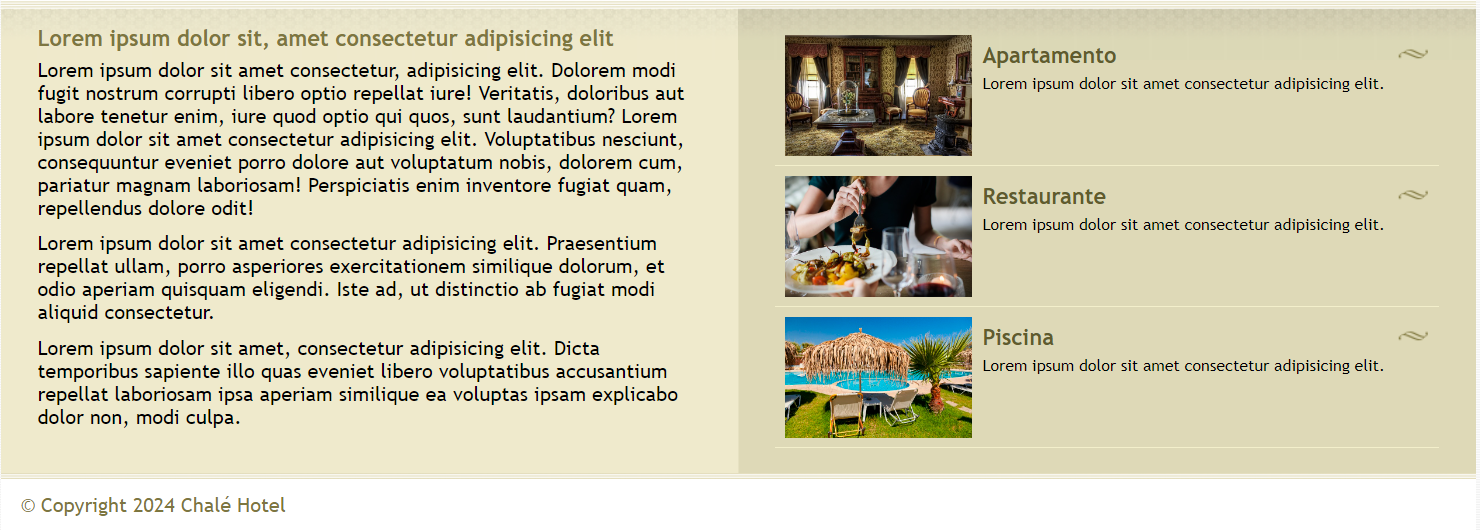 Lorem ipsum dolor sit, amet consectetur adipisicing elit
Lorem ipsum dolor sit amet consectetur, adipisicing elit. Dolorem modi
fugit nostrum corrupti libero optio repellat iure! Veritatis, doloribus aut
labore tenetur enim, iure quod optio qui quos, sunt laudantium? Lorem
ipsum dolor sit amet consectetur adipisicing elit. Voluptatibus nesciunt,
consequuntur eveniet porro dolore aut voluptatum nobis, dolorem cum,
pariatur magnam laboriosam! Perspiciatis enim inventore fugiat quam,
repellendus dolore odit!
Lorem ipsum dolor sit amet consectetur adipisicing elit. Praesentium
repellat ullam, porro asperiores exercitationem similique dolorum, et
odio aperiam quisquam eligendi. Iste ad, ut distinctio ab fugiat modi
aliquid consectetur.
Lorem ipsum dolor sit amet, consectetur adipisicing elit. Dicta
temporibus sapiente illo quas eveniet libero voluptatibus accusantium
repellat laboriosam ipsa aperiam similique ea voluptas ipsam explicabo
dolor non, modi culpa.
Apartamento
Lorem ipsum dolor sit amet consectetur adipisicing elit.
Restaurante
Lorem ipsum dolor sit amet consectetur adipisicing elit.
Piscina
Lorem ipsum dolor sit amet consectetur adipisicing elit.
© Copyright 2024 Chalé Hotel